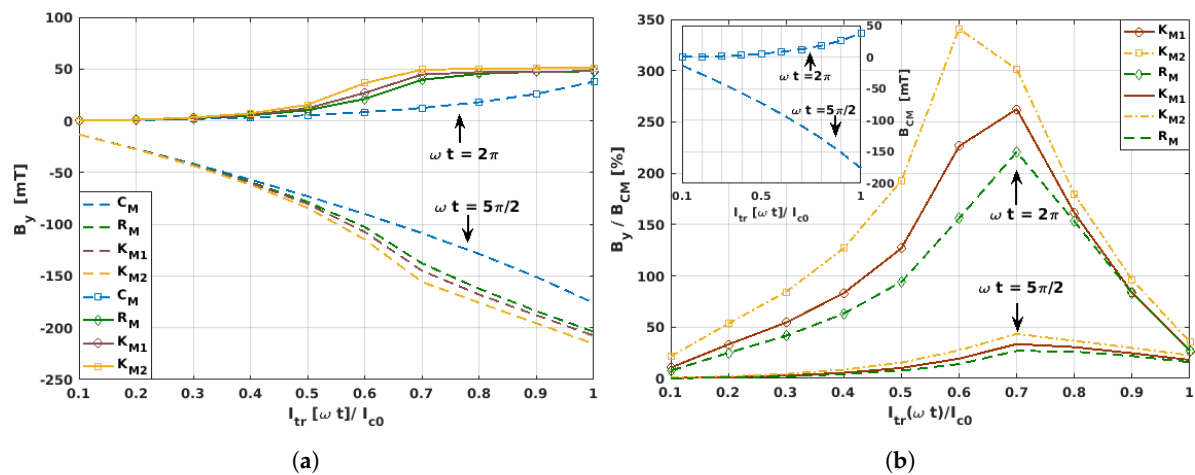 100
50
0
-50
-100
-150
-200
-250
B_y [mT]
ω t = 2π
ω t = 5π/2
C_M
R_M
K_M1
K_M2
C_M
R_M
K_M1
K_M2
0.1 0.2 0.3 0.4 0.5 0.6 0.7 0.8 0.9 1
I_tr [ω t]/ I_c0
(a)
350
300
250
200
150
100
50
0
B_y / B_CM [%]
50
0
-50
-100
-150
-200
B_CM [mT]
ω t=2π
ω t=5π/2
0.1 0.5 1
I_tr [ω t]/ I_c0
K_M1
K_M2
R_M
K_M1
K_M2
R_M
ω t = 2π
ω t = 5π/2
0.1 0.2 0.3 0.4 0.5 0.6 0.7 0.8 0.9 1
I_tr(ω t)/I_c0
(b)